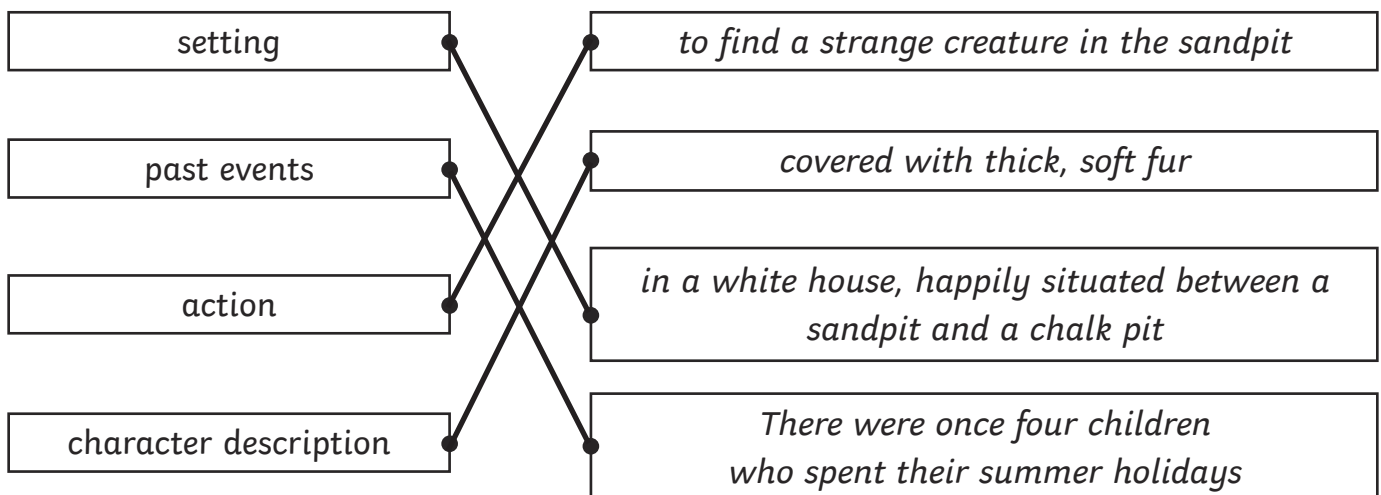 setting
to find a strange creature in the sandpit
past events
covered with thick, soft fur
action
in a white house, happily situated between a
sandpit and a chalk pit
character description
There were once four children
who spent their summer holidays